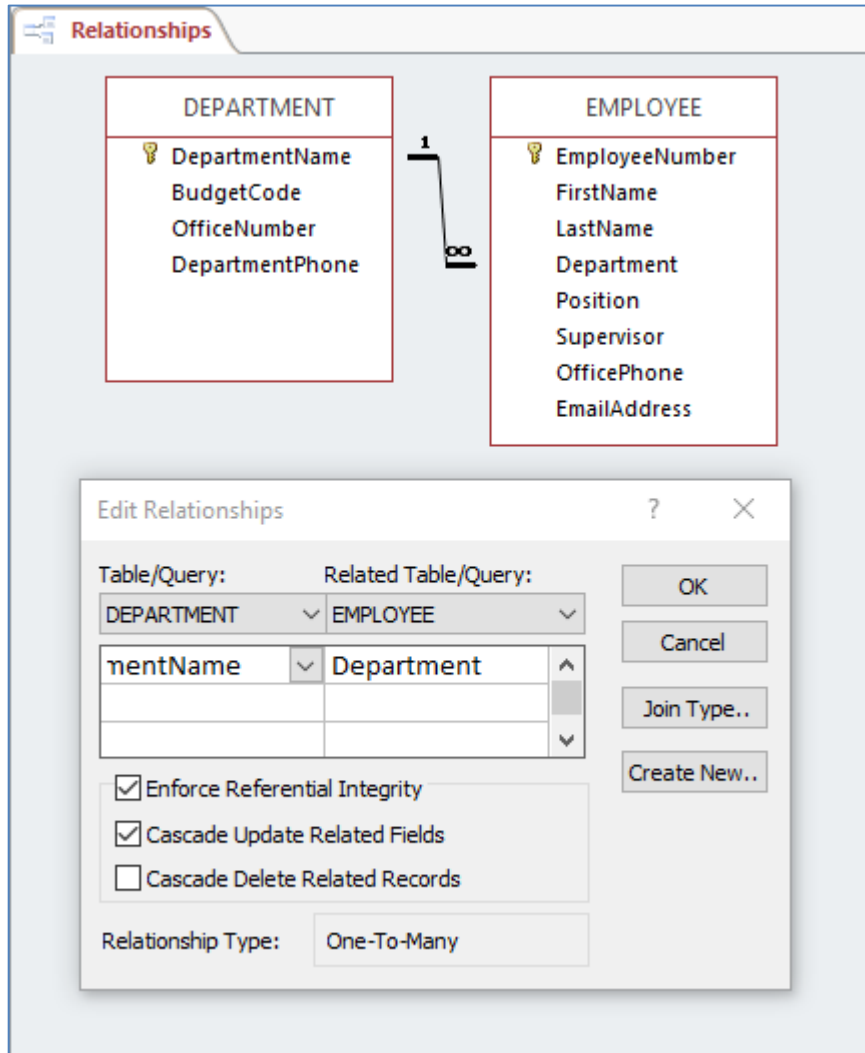 Relationships
DEPARTMENT
DepartmentName
BudgetCode
OfficeNumber
DepartmentPhone
1
∞
EMPLOYEE
EmployeeNumber
FirstName
LastName
Department
Position
Supervisor
OfficePhone
EmailAddress
Edit Relationships ?
Table/Query: Related Table/Query:
DEPARTMENT EMPLOYEE
mentName Department
Enforce Referential Integrity
Cascade Update Related Fields
Cascade Delete Related Records
Relationship Type: One-To-Many
OK
Cancel
Join Type..
Create New..